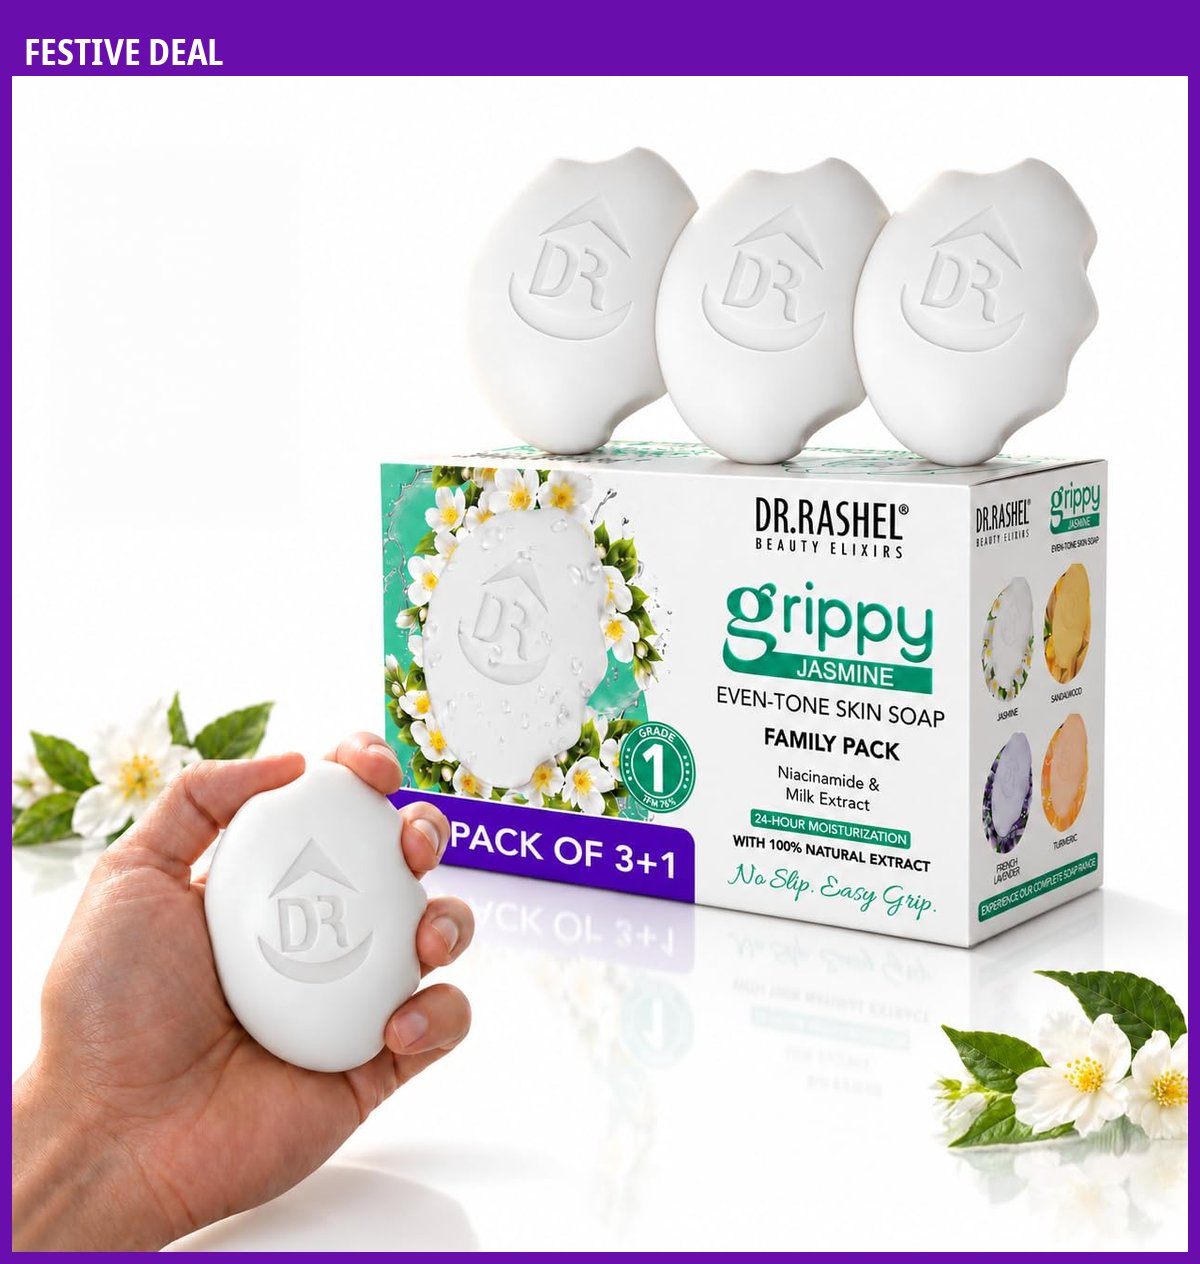 FESTIVE DEAL
DR
DR
DR
DR
DR.RASHEL®
BEAUTY ELIXIRS
grippy
JASMINE
EVEN-TONE SKIN SOAP
FAMILY PACK
Niacinamide &
Milk Extract
24-HOUR MOISTURIZATION
WITH 100% NATURAL EXTRACT
No Slip. Easy Grip.
GRADE
1
TFM 76%
PACK OF 3+1
DR.RASHEL®
BEAUTY ELIXIRS
grippy
JASMINE
EVEN-TONE SKIN SOAP
JASMINE
SANDALWOOD
FRENCH
LAVENDER
TURMERIC
EXPERIENCE OUR COMPLETE SOAP RANGE
DR